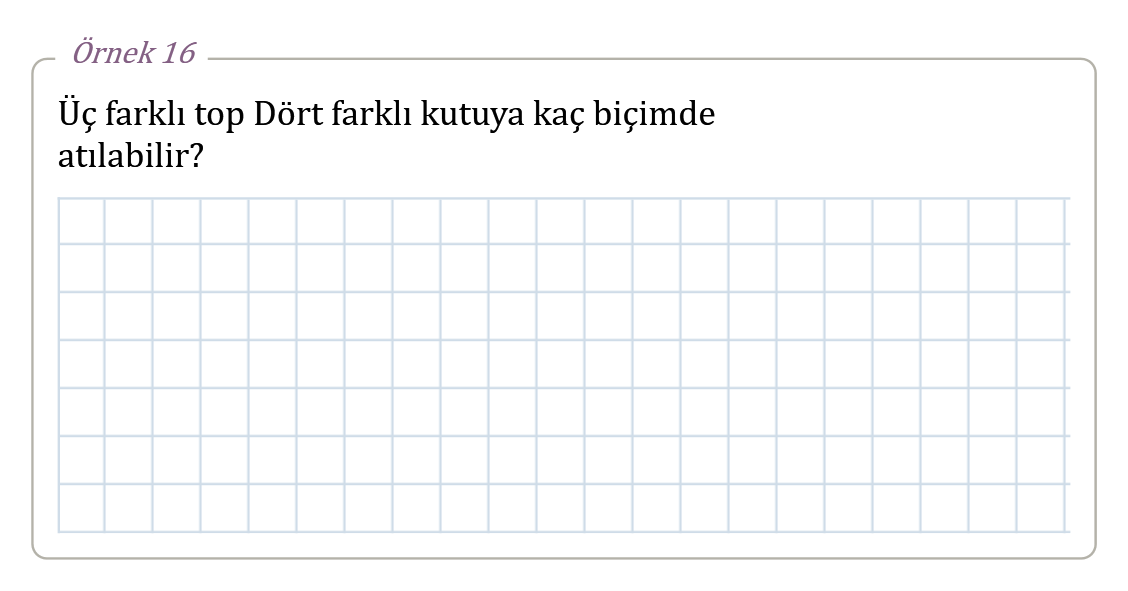 Örnek 16
Üç farklı top Dört farklı kutuya kaç biçimde
atılabilir?